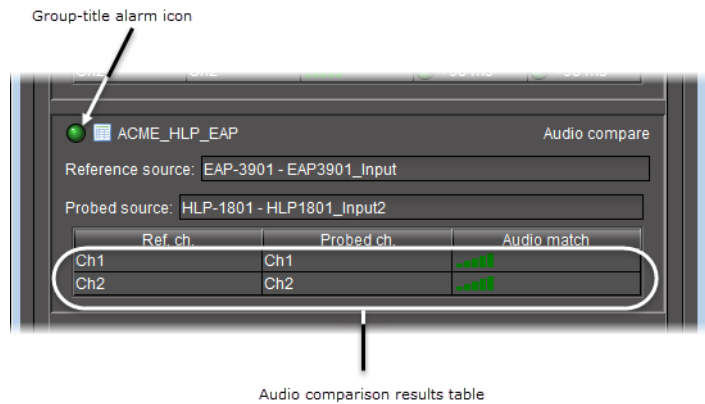 Group-title alarm icon
ACME_HLP_EAP Audio compare
Reference source: EAP-3901 - EAP3901_Input
Probed source: HLP-1801 - HLP1801_Input2
Ref. ch. Probed ch. Audio match
Ch1 Ch1
Ch2 Ch2
Audio comparison results table